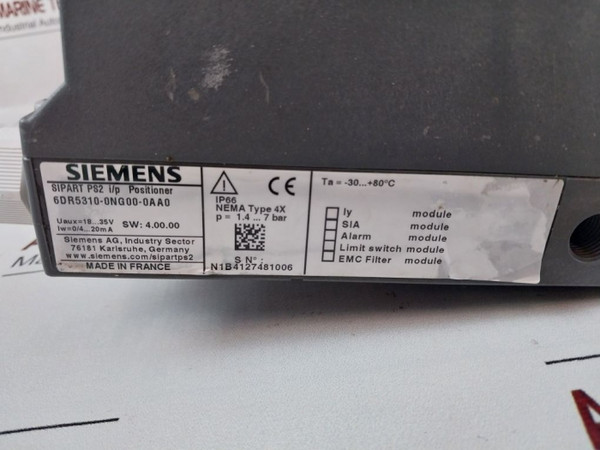 SIEMENS
SIPART PS2 i/p Positioner
6DR5310-0NG00-0AA0
Uaux=18...35V SW: 4.00.00
Iw=0/4...20mA
Siemens AG, Industry Sector
76181 Karlsruhe, Germany
www.siemens.com/sipartps2
MADE IN FRANCE
IP66
NEMA Type 4X
p = 1.4 ... 7 bar
S N°:
N1B4127481006
Ta = -30...+80°C
Iy module
SIA module
Alarm module
Limit switch module
EMC Filter module